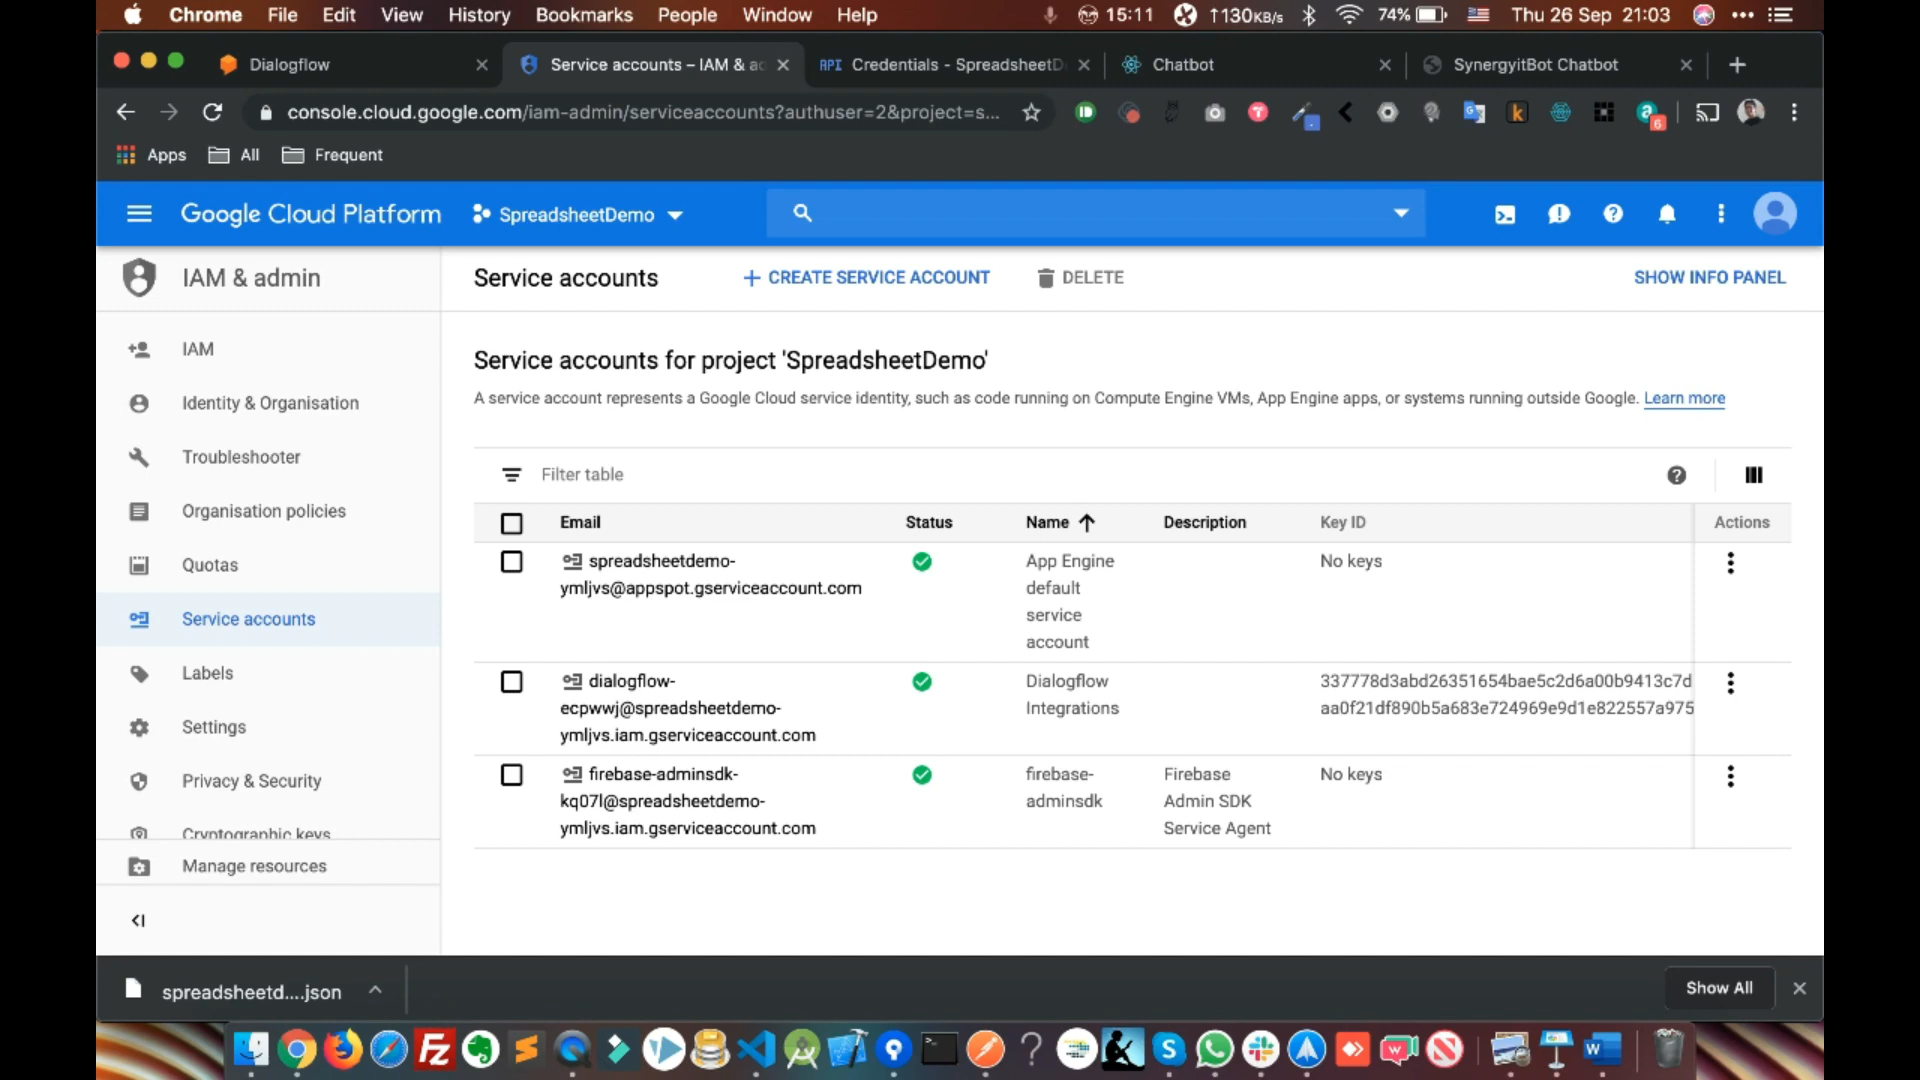 Chrome File Edit View History Bookmarks People Window Help 15:11 ↑130KB/s 74% Thu 26 Sep 21:03
Dialogflow Service accounts – IAM & ac API Credentials - SpreadsheetD Chatbot SynergyitBot Chatbot
console.cloud.google.com/iam-admin/serviceaccounts?authuser=2&project=s...
Apps All Frequent
Google Cloud Platform SpreadsheetDemo
IAM & admin
Service accounts + CREATE SERVICE ACCOUNT DELETE SHOW INFO PANEL
IAM
Identity & Organisation
Troubleshooter
Organisation policies
Quotas
Service accounts
Labels
Settings
Privacy & Security
Cryptographic keys
Manage resources
Service accounts for project 'SpreadsheetDemo'
A service account represents a Google Cloud service identity, such as code running on Compute Engine VMs, App Engine apps, or systems running outside Google. Learn more
Filter table
Email Status Name Description Key ID Actions
spreadsheetdemo-
ymljvs@appspot.gserviceaccount.com
App Engine
default
service
account
No keys
dialogflow-
ecpwwj@spreadsheetdemo-
ymljvs.iam.gserviceaccount.com
Dialogflow
Integrations
337778d3abd26351654bae5c2d6a00b9413c7d
aa0f21df890b5a683e724969e9d1e822557a975
firebase-adminsdk-
kq07l@spreadsheetdemo-
ymljvs.iam.gserviceaccount.com
firebase-
adminsdk
Firebase
Admin SDK
Service Agent
No keys
spreadsheetd....json Show All